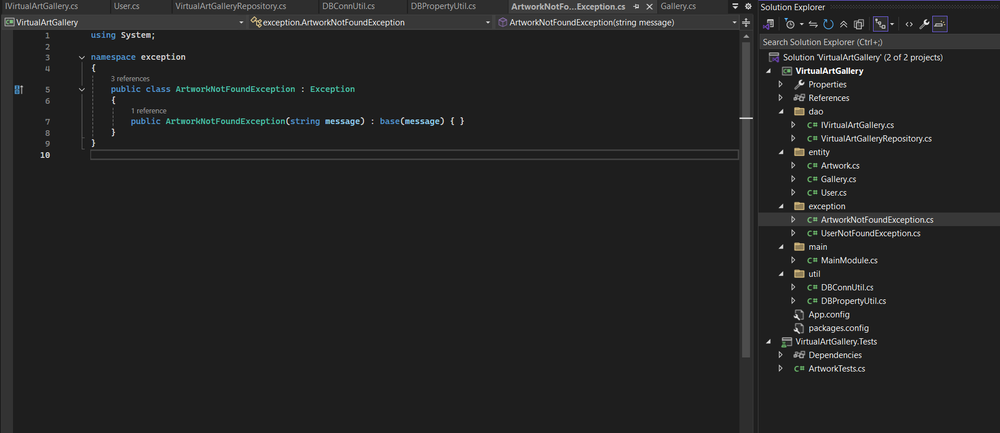 IVirtualArtGallery.cs User.cs VirtualArtGalleryRepository.cs DBConnUtil.cs DBPropertyUtil.cs ArtworkNotFo...Exception.cs Gallery.cs
VirtualArtGallery exception.ArtworkNotFoundException ArtworkNotFoundException(string message)
1 using System;
2
3 namespace exception
4 {
3 references
5 public class ArtworkNotFoundException : Exception
6 {
1 reference
7 public ArtworkNotFoundException(string message) : base(message) { }
8 }
9 }
10
Solution Explorer
Search Solution Explorer (Ctrl+;)
Solution 'VirtualArtGallery' (2 of 2 projects)
C# VirtualArtGallery
Properties
References
dao
C# IVirtualArtGallery.cs
C# VirtualArtGalleryRepository.cs
entity
C# Artwork.cs
C# Gallery.cs
C# User.cs
exception
C# ArtworkNotFoundException.cs
C# UserNotFoundException.cs
main
C# MainModule.cs
util
C# DBConnUtil.cs
C# DBPropertyUtil.cs
App.config
packages.config
VirtualArtGallery.Tests
Dependencies
C# ArtworkTests.cs